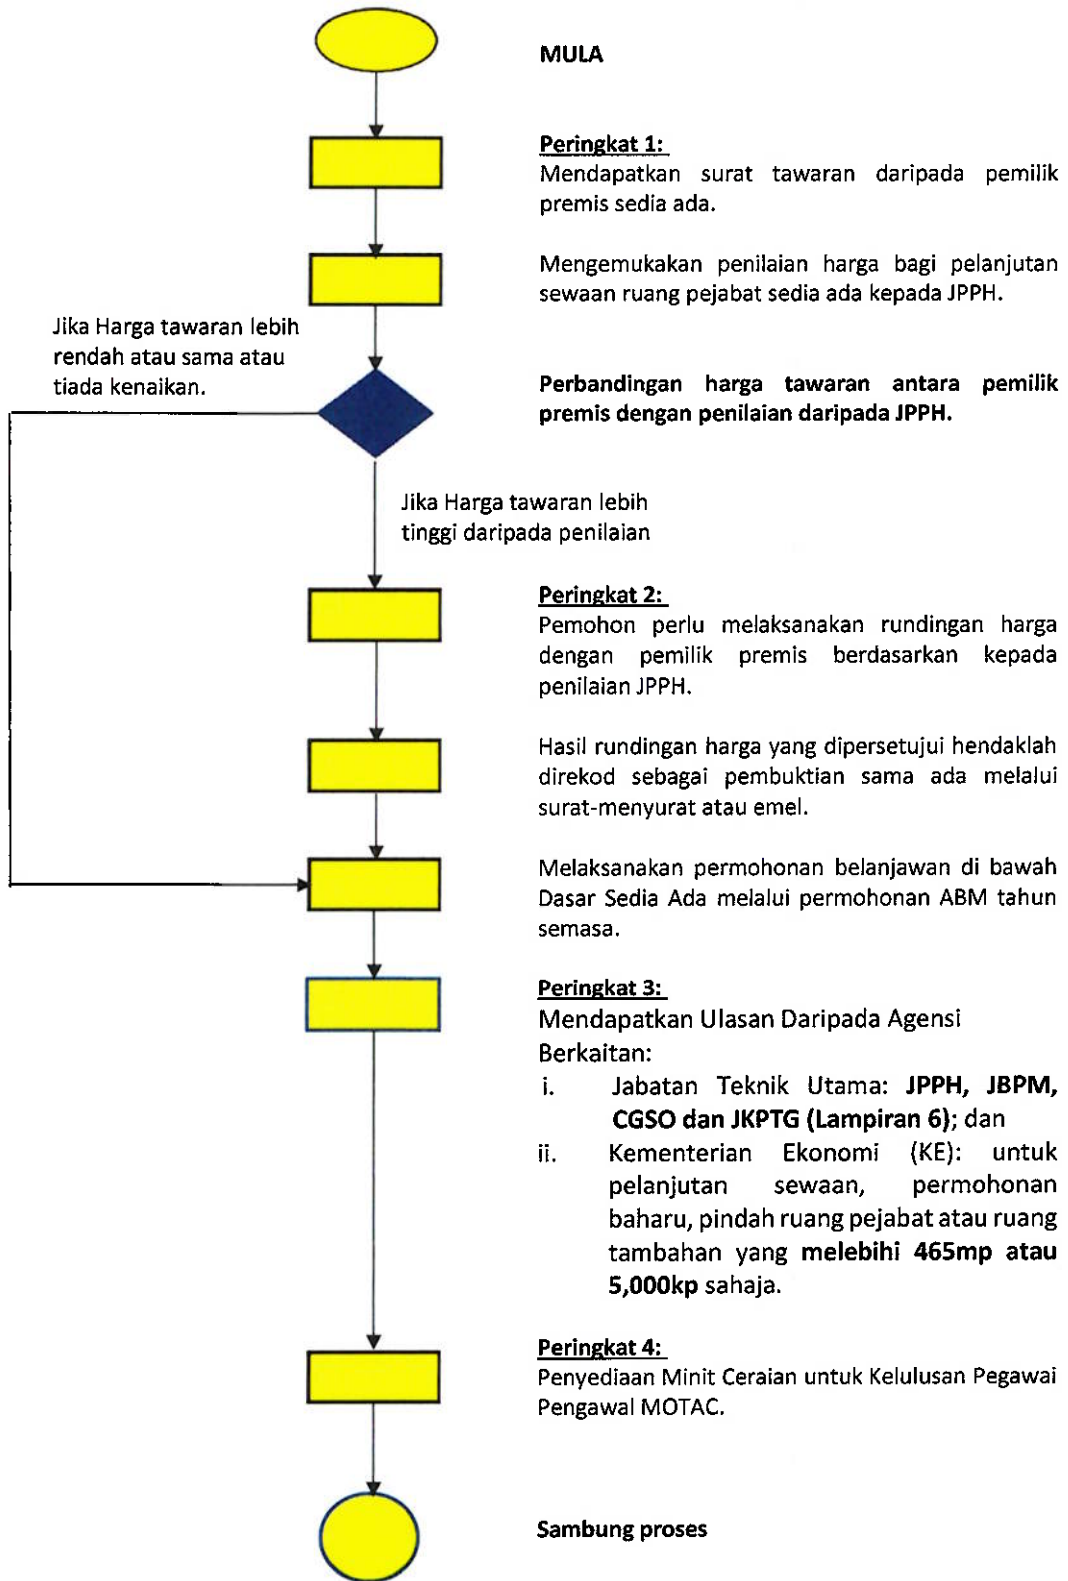 MULA
Peringkat 1:
Mendapatkan surat tawaran daripada pemilik
premis sedia ada.
Mengemukakan penilaian harga bagi pelanjutan
sewaan ruang pejabat sedia ada kepada JPPH.
Jika Harga tawaran lebih
rendah atau sama atau
tiada kenaikan.
Perbandingan harga tawaran antara pemilik
premis dengan penilaian daripada JPPH.
Jika Harga tawaran lebih
tinggi daripada penilaian
Peringkat 2:
Pemohon perlu melaksanakan rundingan harga
dengan pemilik premis berdasarkan kepada
penilaian JPPH.
Hasil rundingan harga yang dipersetujui hendaklah
direkod sebagai pembuktian sama ada melalui
surat-menyurat atau emel.
Melaksanakan permohonan belanjawan di bawah
Dasar Sedia Ada melalui permohonan ABM tahun
semasa.
Peringkat 3:
Mendapatkan Ulasan Daripada Agensi
Berkaitan:
i. Jabatan Teknik Utama: JPPH, JBPM,
CGSO dan JKPTG (Lampiran 6); dan
ii. Kementerian Ekonomi (KE): untuk
pelanjutan sewaan, permohonan
baharu, pindah ruang pejabat atau ruang
tambahan yang melebihi 465mp atau
5,000kp sahaja.
Peringkat 4:
Penyediaan Minit Ceraian untuk Kelulusan Pegawai
Pengawal MOTAC.
Sambung proses